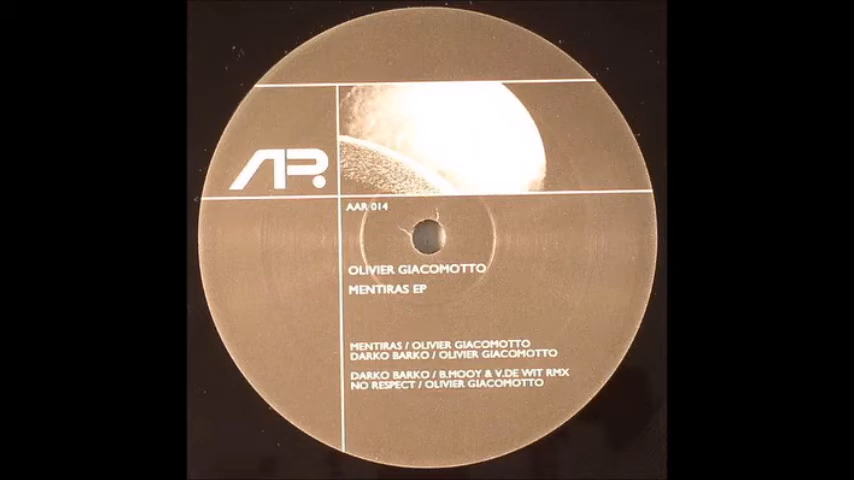 AP.
AAR 014
OLIVIER GIACOMOTTO
MENTIRAS EP
MENTIRAS / OLIVIER GIACOMOTTO
DARKO BARKO / OLIVIER GIACOMOTTO
DARKO BARKO / B.MOOY & V.DE WIT RMX
NO RESPECT / OLIVIER GIACOMOTTO